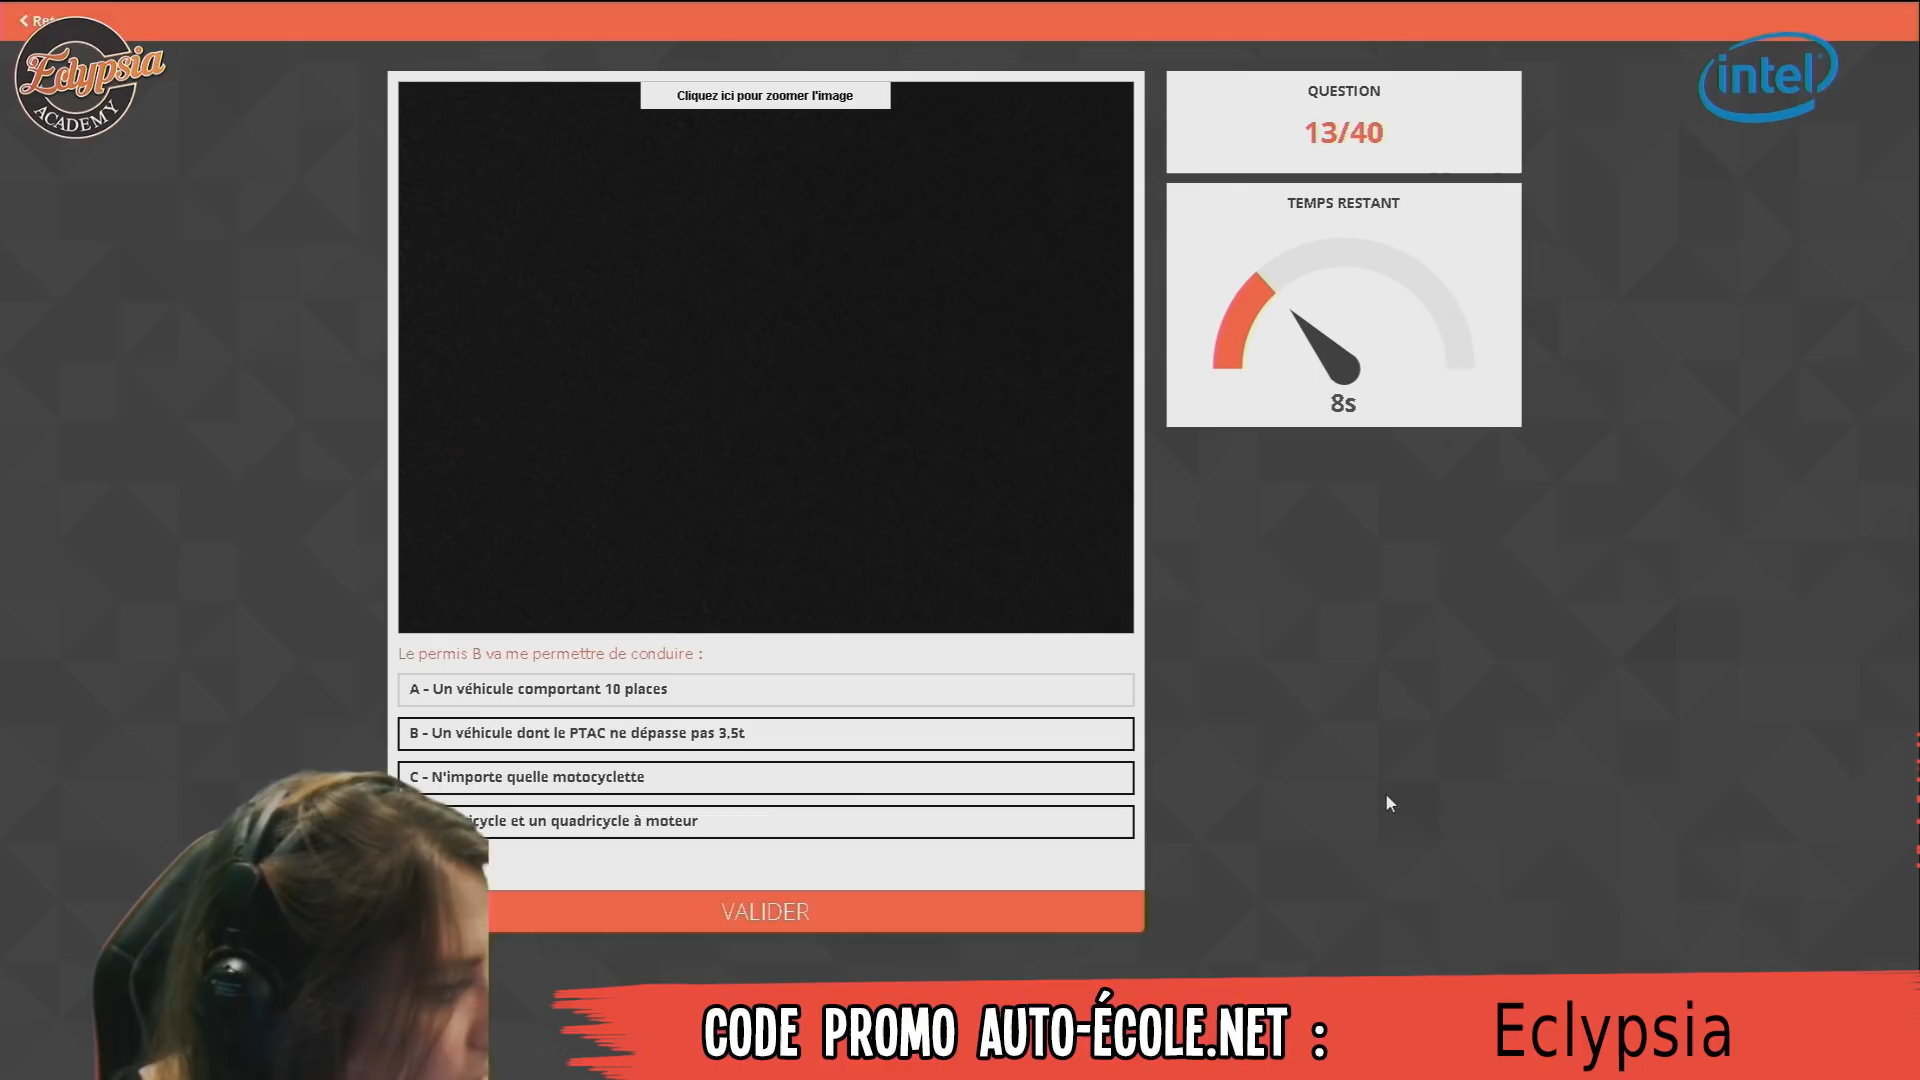 Eclypsia
ACADEMY
intel
Cliquez ici pour zoomer l'image
QUESTION
13/40
TEMPS RESTANT
8s
Le permis B va me permettre de conduire :
A - Un véhicule comportant 10 places
B - Un véhicule dont le PTAC ne dépasse pas 3,5t
C - N'importe quelle motocyclette
et un quadricycle à moteur
VALIDER
CODE PROMO AUTO-ÉCOLE.NET :
Eclypsia